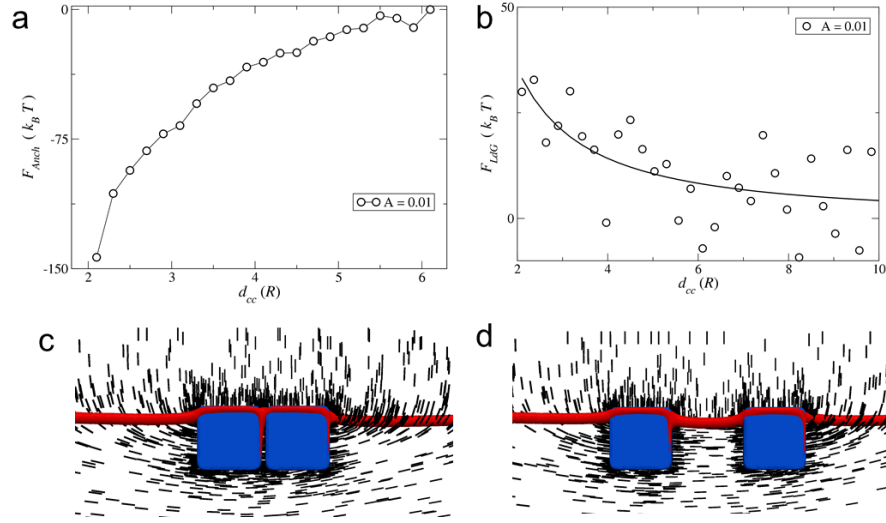 a
0
-75
-150
F_Anch ( k_B T )
A = 0.01
2
3
4
5
6
d_cc (R)
b
50
0
F_LdG ( k_B T )
A = 0.01
2
4
6
8
10
d_cc (R)
c
d